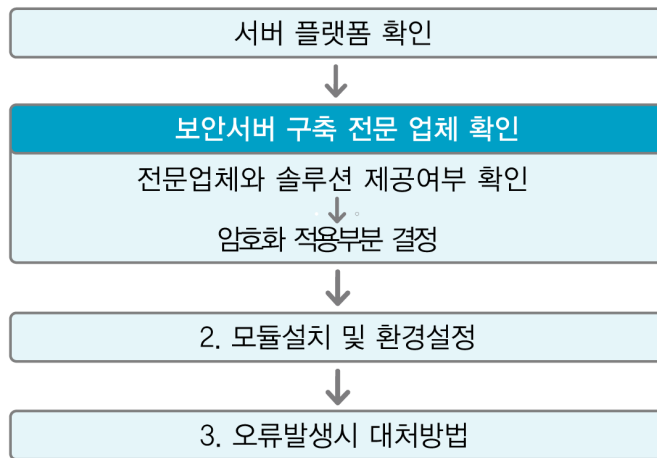 서버 플랫폼 확인
보안서버 구축 전문 업체 확인
전문업체와 솔루션 제공여부 확인
암호화 적용부분 결정
2. 모듈설치 및 환경설정
3. 오류발생시 대처방법